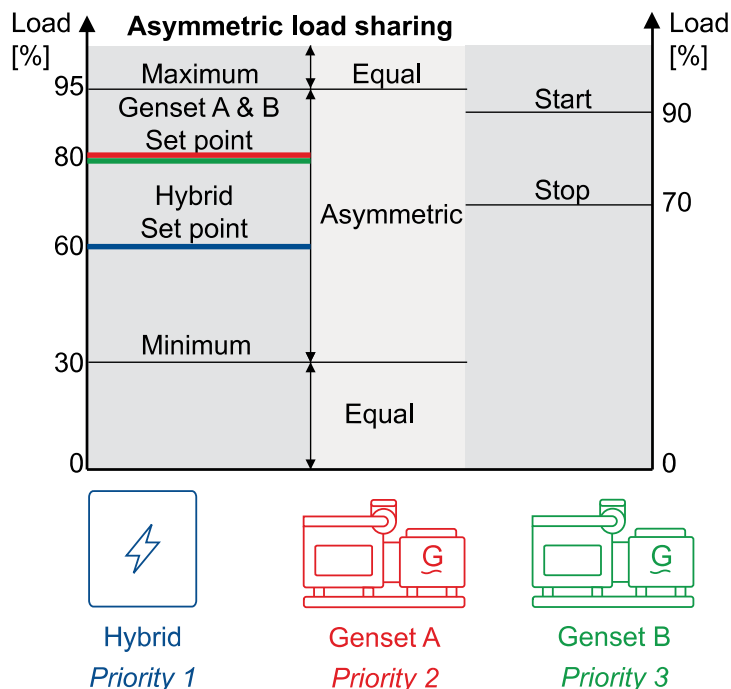 Load
[%]
Asymmetric load sharing
Load
[%]
95
Maximum
Equal
Genset A & B
Set point
Start
90
80
Hybrid
Set point
Asymmetric
Stop
70
60
Minimum
30
Equal
0
0
G
G
Hybrid
Genset A
Genset B
Priority 1
Priority 2
Priority 3